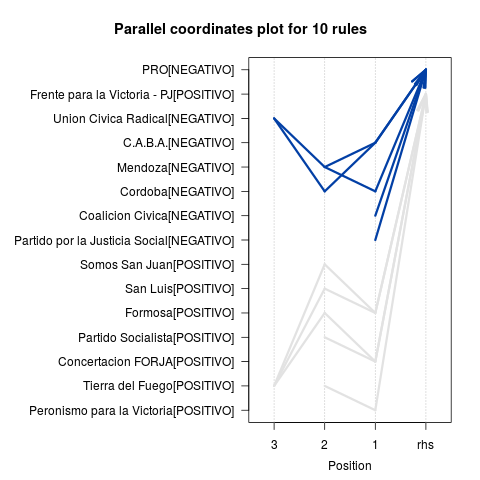 Parallel coordinates plot for 10 rules
PRO[NEGATIVO]
Frente para la Victoria - PJ[POSITIVO]
Union Civica Radical[NEGATIVO]
C.A.B.A.[NEGATIVO]
Mendoza[NEGATIVO]
Cordoba[NEGATIVO]
Coalicion Civica[NEGATIVO]
Partido por la Justicia Social[NEGATIVO]
Somos San Juan[POSITIVO]
San Luis[POSITIVO]
Formosa[POSITIVO]
Partido Socialista[POSITIVO]
Concertacion FORJA[POSITIVO]
Tierra del Fuego[POSITIVO]
Peronismo para la Victoria[POSITIVO]
3 2 1 rhs
Position